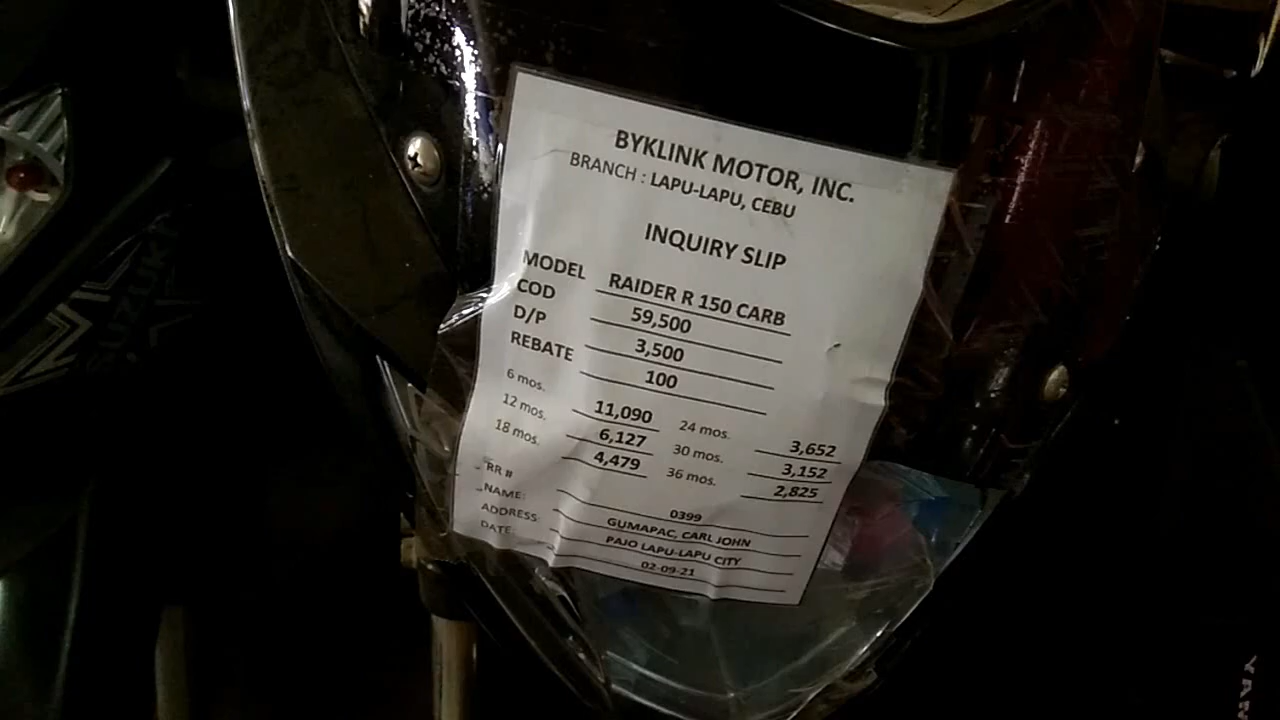 BYKLINK MOTOR, INC.
BRANCH : LAPU-LAPU, CEBU
INQUIRY SLIP
MODEL RAIDER R 150 CARB
COD 59,500
D/P 3,500
REBATE 100
6 mos. 11,090 24 mos. 3,652
12 mos. 6,127 30 mos. 3,152
18 mos. 4,479 36 mos. 2,825
RR # 0399
NAME: GUMAPAC, CARL JOHN
ADDRESS: PAJO LAPU-LAPU CITY
DATE: 02-09-21
SUZUKI